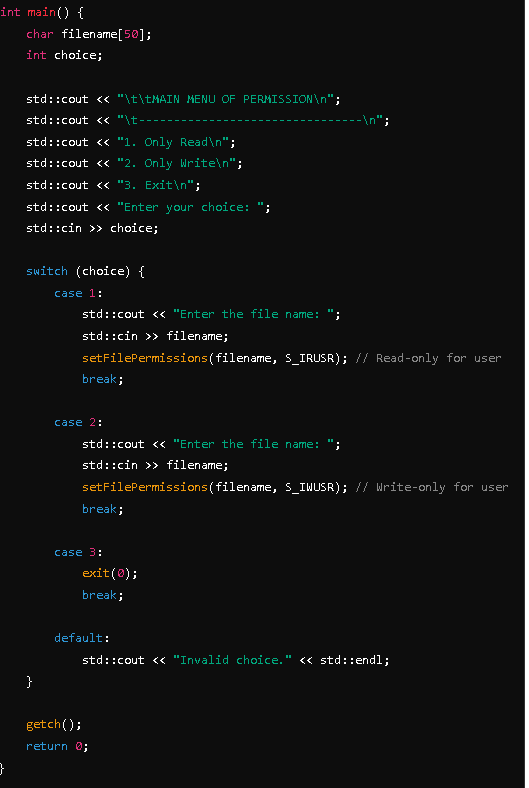 int main() {
    char filename[50];
    int choice;

    std::cout << "\t\tMAIN MENU OF PERMISSION\n";
    std::cout << "\t--------------------------------\n";
    std::cout << "1. Only Read\n";
    std::cout << "2. Only Write\n";
    std::cout << "3. Exit\n";
    std::cout << "Enter your choice: ";
    std::cin >> choice;

    switch (choice) {
        case 1:
            std::cout << "Enter the file name: ";
            std::cin >> filename;
            setFilePermissions(filename, S_IRUSR); // Read-only for user
            break;

        case 2:
            std::cout << "Enter the file name: ";
            std::cin >> filename;
            setFilePermissions(filename, S_IWUSR); // Write-only for user
            break;

        case 3:
            exit(0);
            break;

        default:
            std::cout << "Invalid choice." << std::endl;
    }

    getch();
    return 0;
}